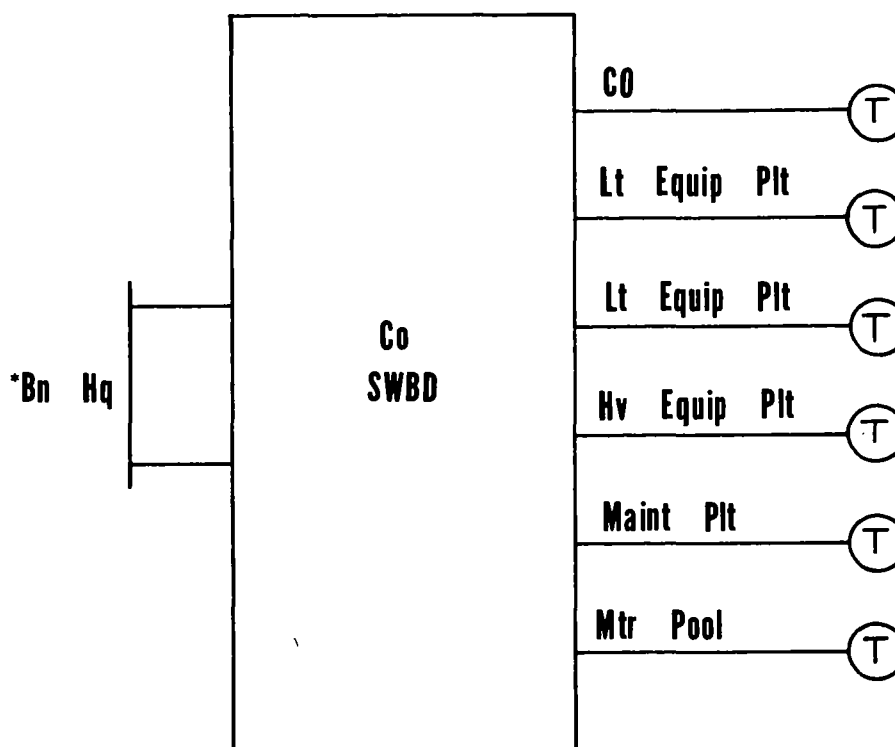 CO
T
Lt Equip Plt
T
Lt Equip Plt
T
Co
SWBD
*Bn Hq
Hv Equip Plt
T
Maint Plt
T
Mtr Pool
T